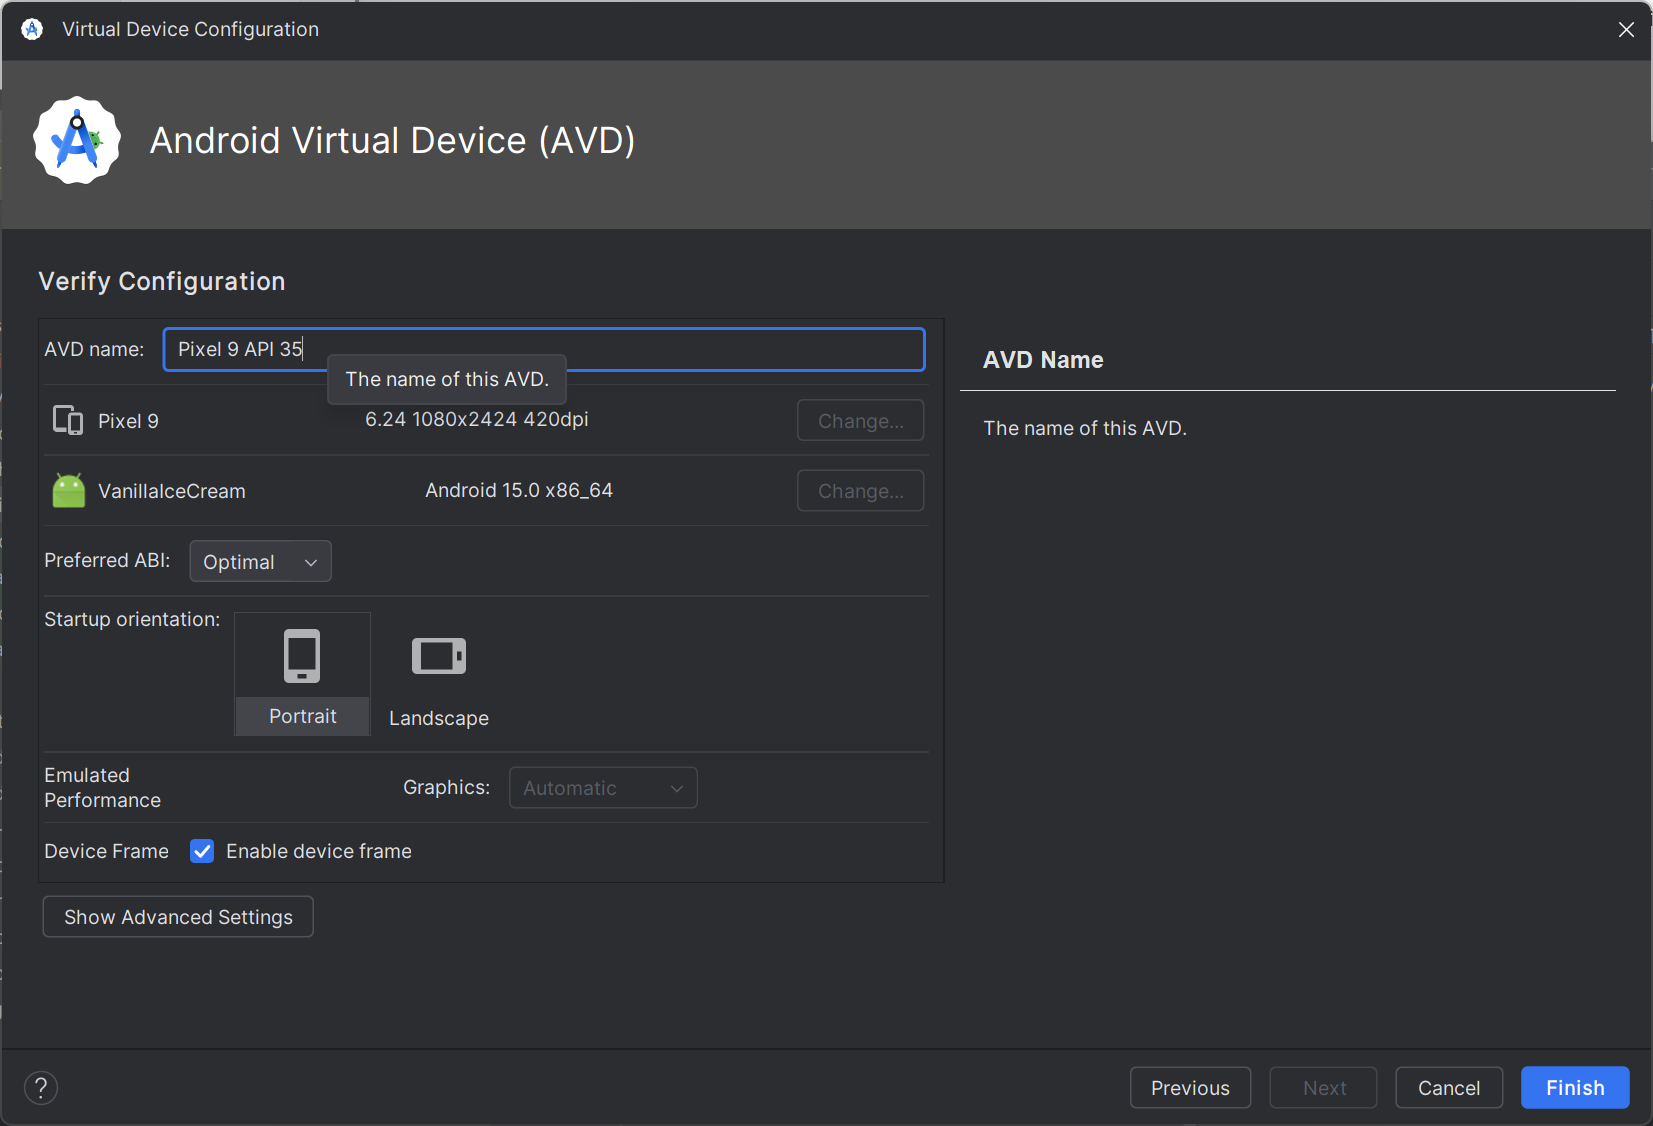 Virtual Device Configuration
Android Virtual Device (AVD)
Verify Configuration
AVD name: Pixel 9 API 35
The name of this AVD.
Pixel 9 6.24 1080x2424 420dpi Change...
VanillaIceCream Android 15.0 x86_64 Change...
Preferred ABI: Optimal
Startup orientation:
Portrait
Landscape
Emulated
Performance
Graphics: Automatic
Device Frame Enable device frame
Show Advanced Settings
AVD Name
The name of this AVD.
?
Previous Next Cancel Finish